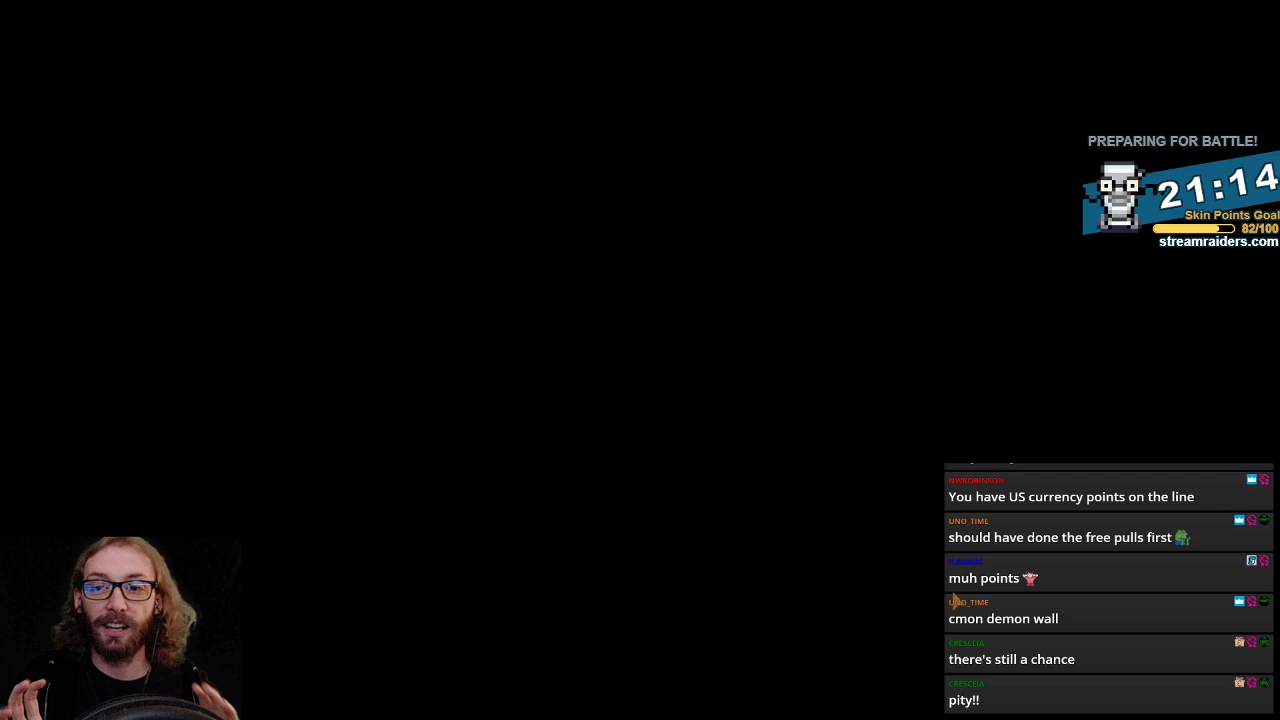 PREPARING FOR BATTLE!
21:14
Skin Points Goal
82/100
streamraiders.com
NWROBINSON
You have US currency points on the line
UNO_TIME
should have done the free pulls first
muh points
UNO_TIME
cmon demon wall
CRESCEIA
there's still a chance
CRESCEIA
pity!!